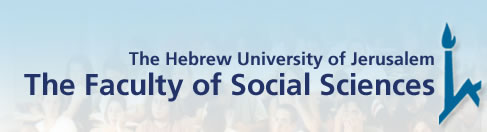 The Hebrew University of Jerusalem
The Faculty of Social Sciences